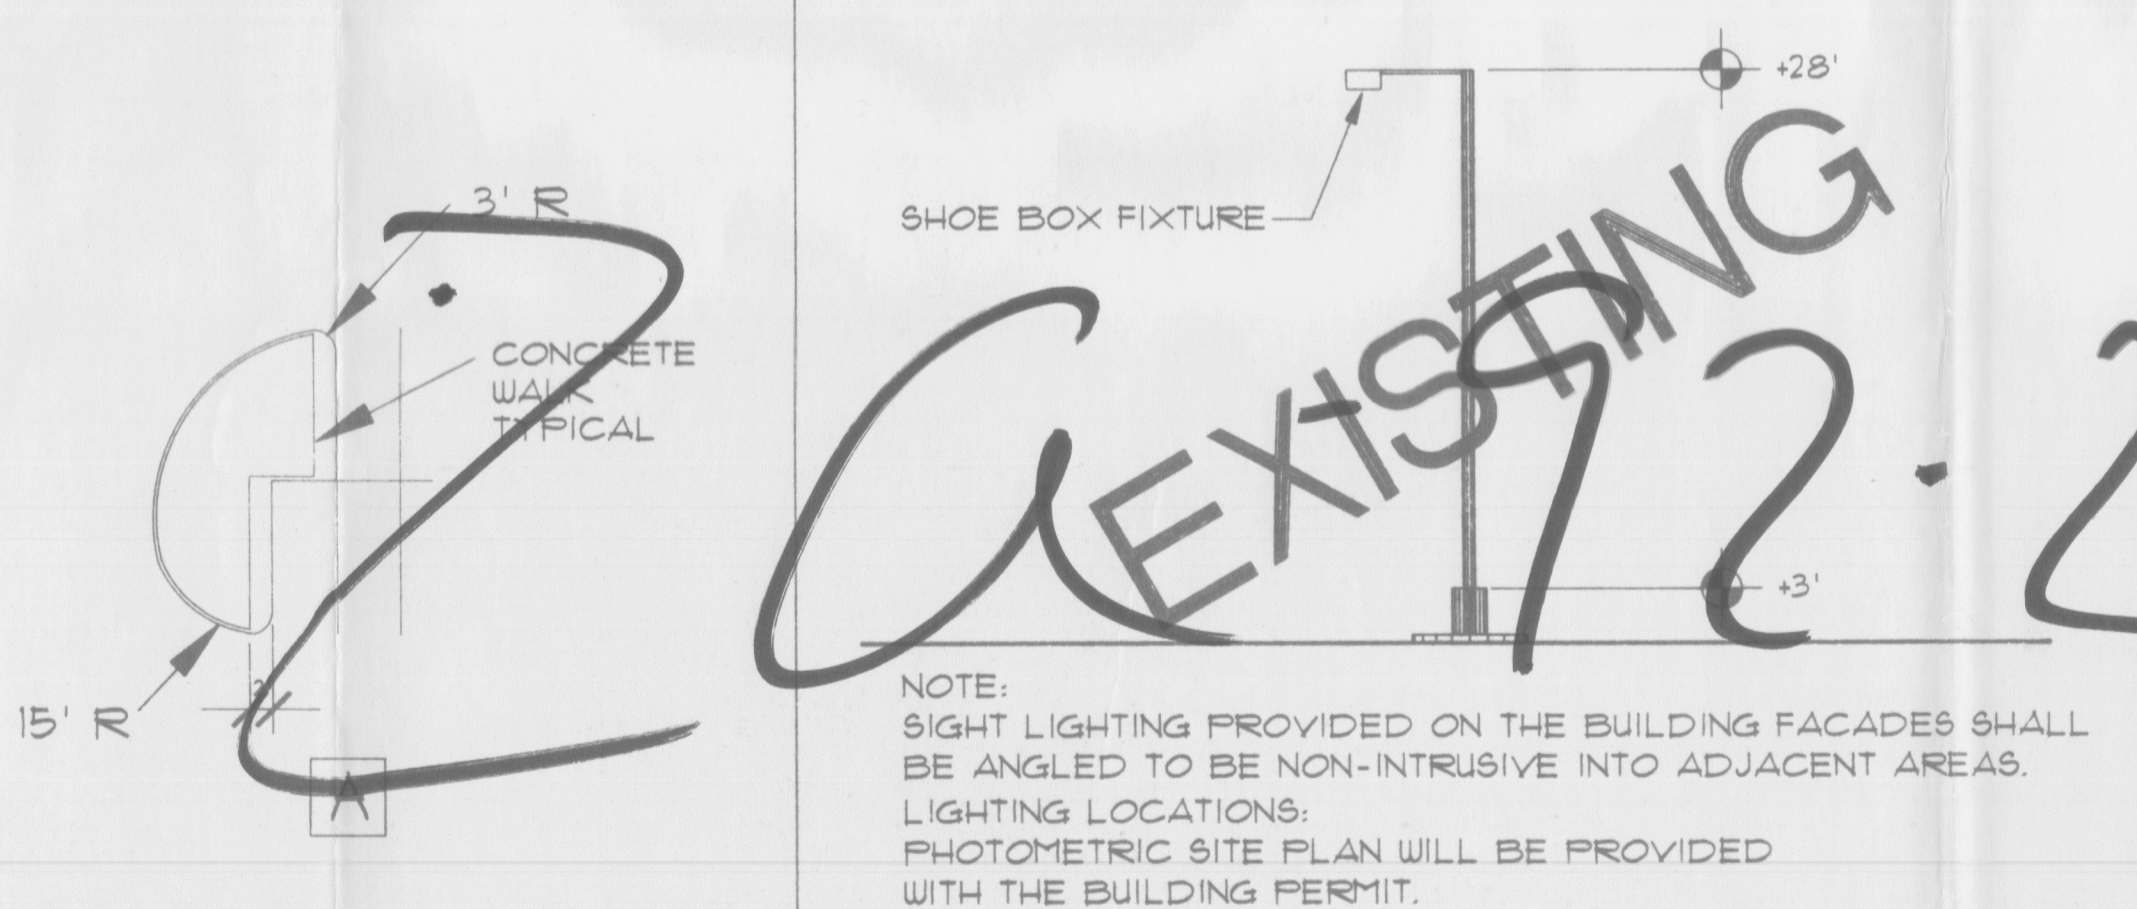 3' R
CONCRETE
WALK
TYPICAL
15' R
2'
A
+28'
SHOE BOX FIXTURE
EXISTING
+3'
NOTE:
SIGHT LIGHTING PROVIDED ON THE BUILDING FACADES SHALL
BE ANGLED TO BE NON-INTRUSIVE INTO ADJACENT AREAS.
LIGHTING LOCATIONS:
PHOTOMETRIC SITE PLAN WILL BE PROVIDED
WITH THE BUILDING PERMIT.